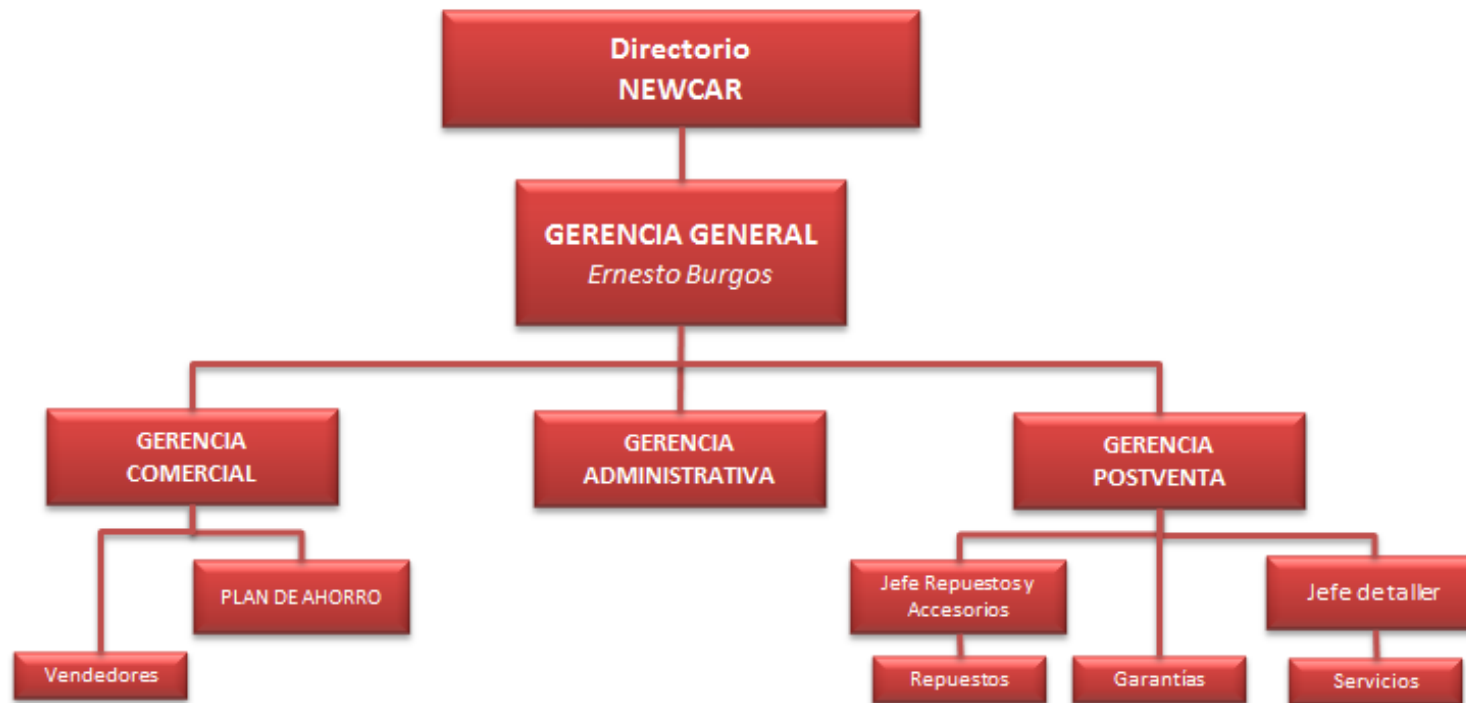 Directorio
NEWCAR
GERENCIA GENERAL
Ernesto Burgos
GERENCIA
COMERCIAL
GERENCIA
ADMINISTRATIVA
GERENCIA
POSTVENTA
PLAN DE AHORRO
Jefe Repuestos y
Accesorios
Jefe de taller
Vendedores
Repuestos
Garantías
Servicios